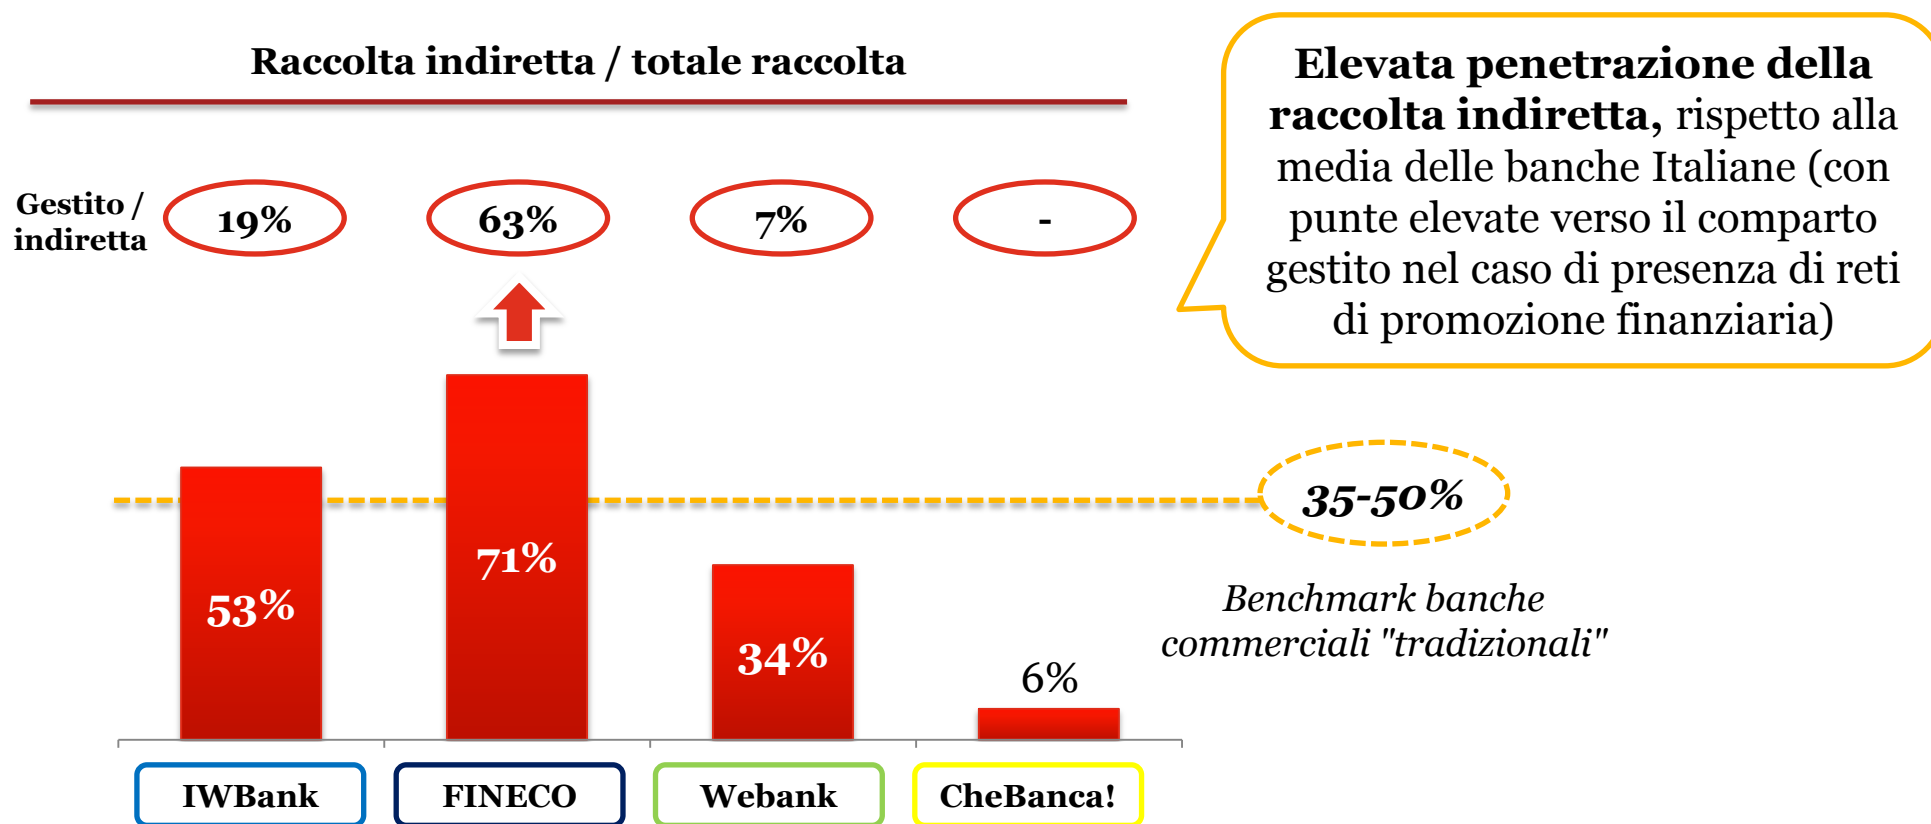 Raccolta indiretta / totale raccolta
Gestito /
indiretta
19%
63%
7%
-
Elevata penetrazione della
raccolta indiretta, rispetto alla
media delle banche Italiane (con
punte elevate verso il comparto
gestito nel caso di presenza di reti
di promozione finanziaria)
53%
71%
34%
6%
35-50%
Benchmark banche
commerciali "tradizionali"
IWBank
FINECO
Webank
CheBanca!